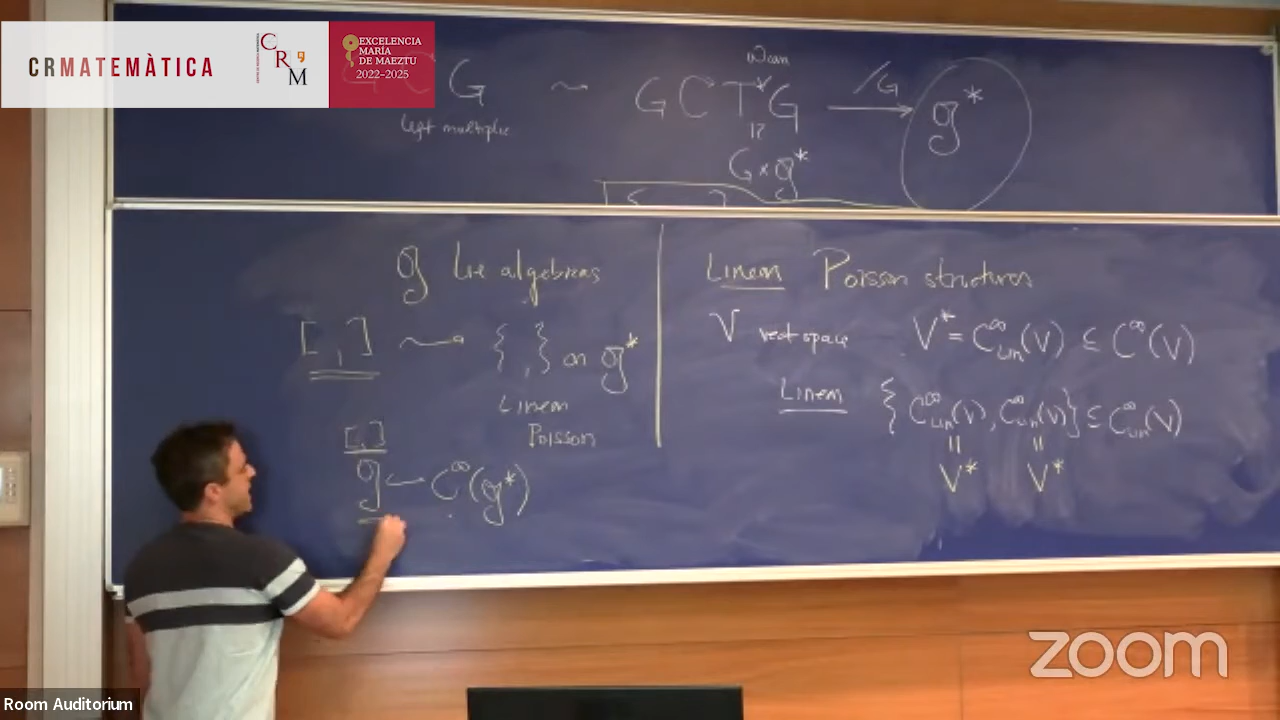 CRMATEMÀTICA
CRM
EXCELENCIA
MARÍA
DE MAEZTU
2022-2025
G
left multiplic
~
ωcan
G C T*G
/G
g*
G × g*
g Lie algebras
[ , ] { , } on g*
Linear
Poisson
[,]
g C∞(g*)
Linear Poisson structures
V vect space V* = C∞lin(V) ⊆ C∞(V)
Linear { C∞lin(V), C∞lin(V)} ⊆ C∞lin(V)
V* V*
zoom
Room Auditorium